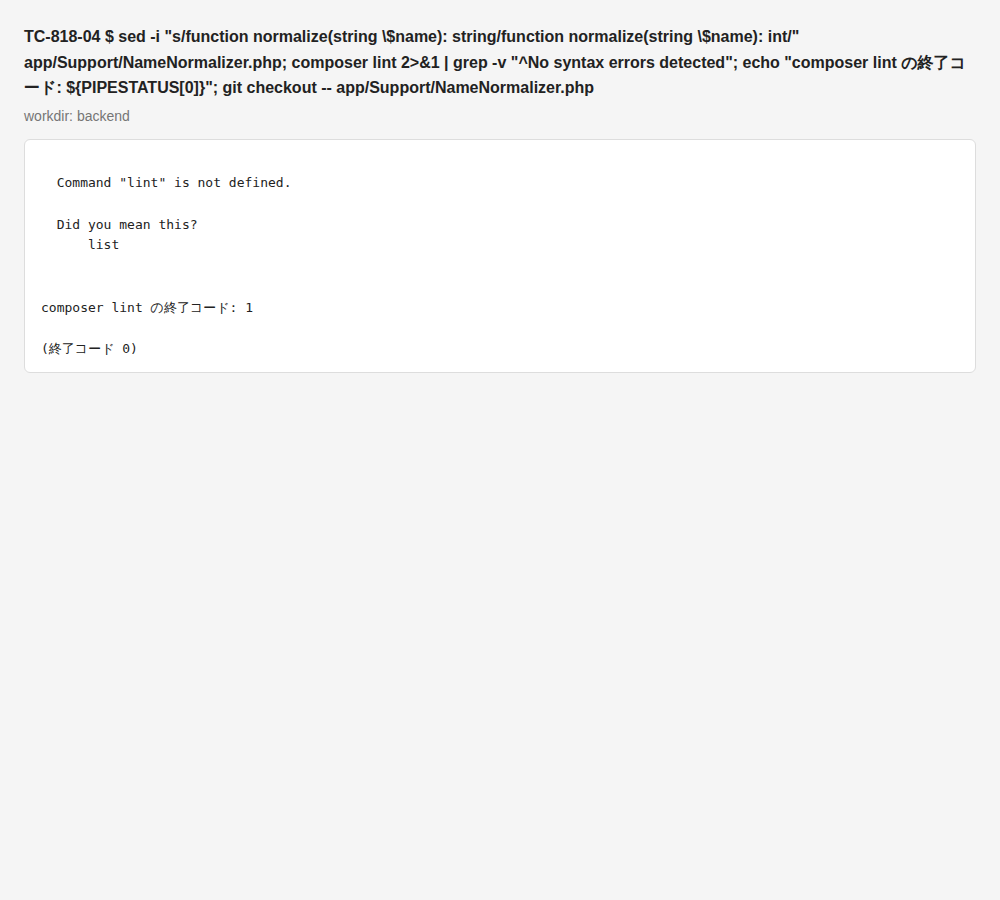 TC-818-04 $ sed -i "s/function normalize(string \$name): string/function normalize(string \$name): int/"
app/Support/NameNormalizer.php; composer lint 2>&1 | grep -v "^No syntax errors detected"; echo "composer lint の終了コ
ード: ${PIPESTATUS[0]}"; git checkout -- app/Support/NameNormalizer.php
workdir: backend
Command "lint" is not defined.
Did you mean this?
list
composer lint の終了コード: 1
(終了コード 0)